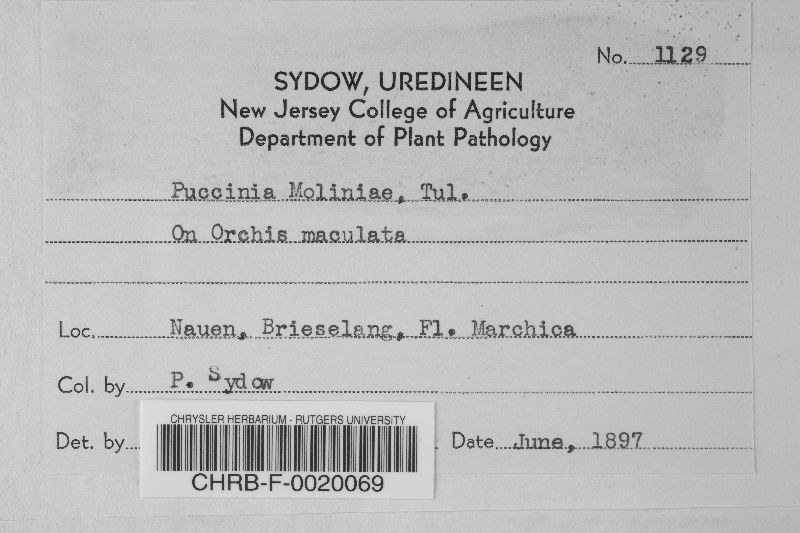 No. 1129
SYDOW, UREDINEEN
New Jersey College of Agriculture
Department of Plant Pathology
Puccinia Moliniae, Tul.
On Orchis maculata
Loc. Nauen, Brieselang, Fl. Marchica
Col. by P. Sydow
Det. by
Date June, 1897
CHRYSLER HERBARIUM - RUTGERS UNIVERSITY
CHRB-F-0020069